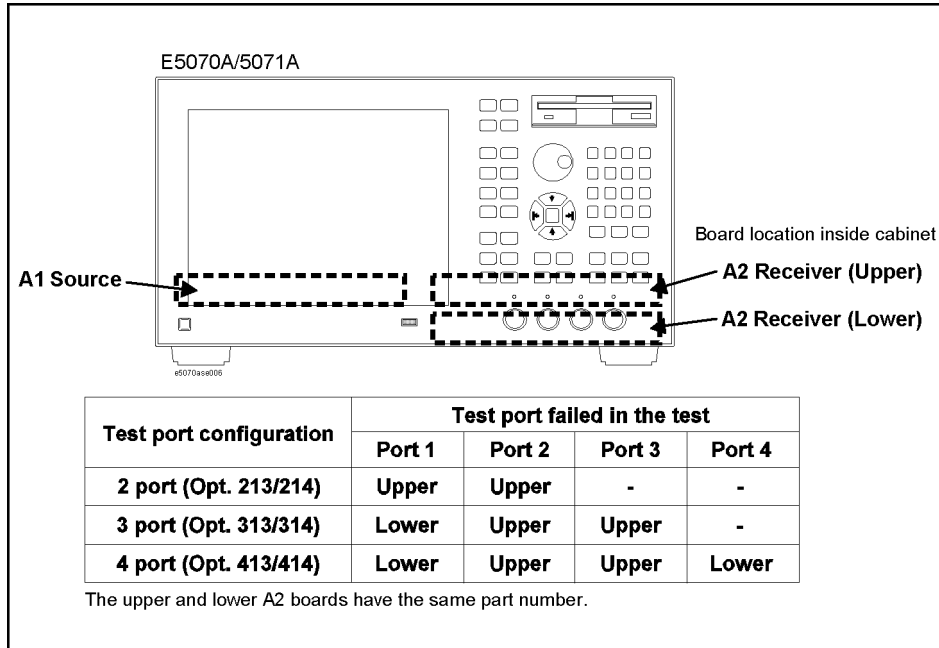 E5070A/5071A
Board location inside cabinet
A1 Source
A2 Receiver (Upper)
A2 Receiver (Lower)
e5070ase006
Test port configuration
Test port failed in the test
Port 1 Port 2 Port 3 Port 4
2 port (Opt. 213/214) Upper Upper - -
3 port (Opt. 313/314) Lower Upper Upper -
4 port (Opt. 413/414) Lower Upper Upper Lower
The upper and lower A2 boards have the same part number.